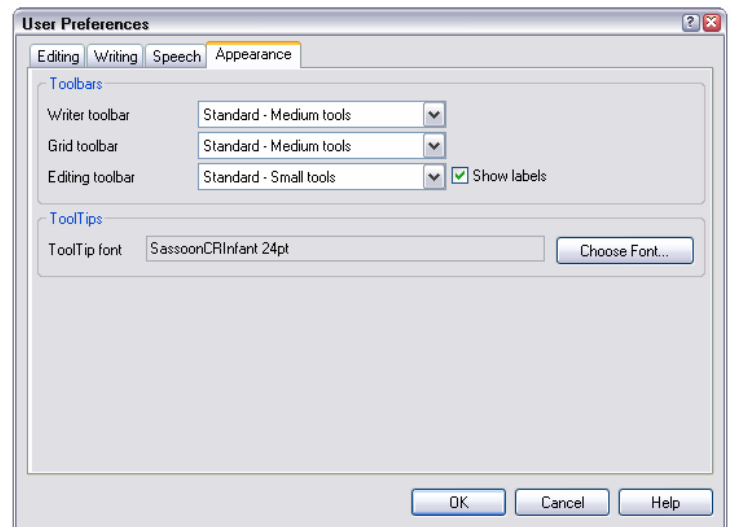 User Preferences
Editing Writing Speech Appearance
Toolbars
Writer toolbar Standard - Medium tools
Grid toolbar Standard - Medium tools
Editing toolbar Standard - Small tools Show labels
ToolTips
ToolTip font SassoonCRInfant 24pt Choose Font...
OK Cancel Help